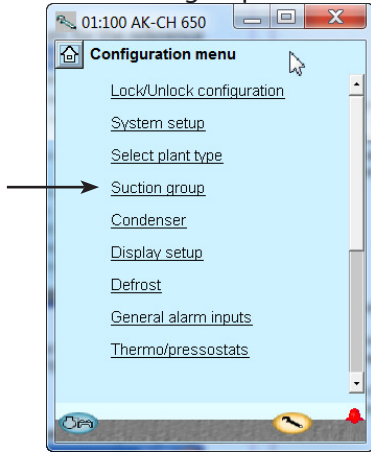 01:100 AK-CH 650
Configuration menu
Lock/Unlock configuration
System setup
Select plant type
Suction group
Condenser
Display setup
Defrost
General alarm inputs
Thermo/pressostats